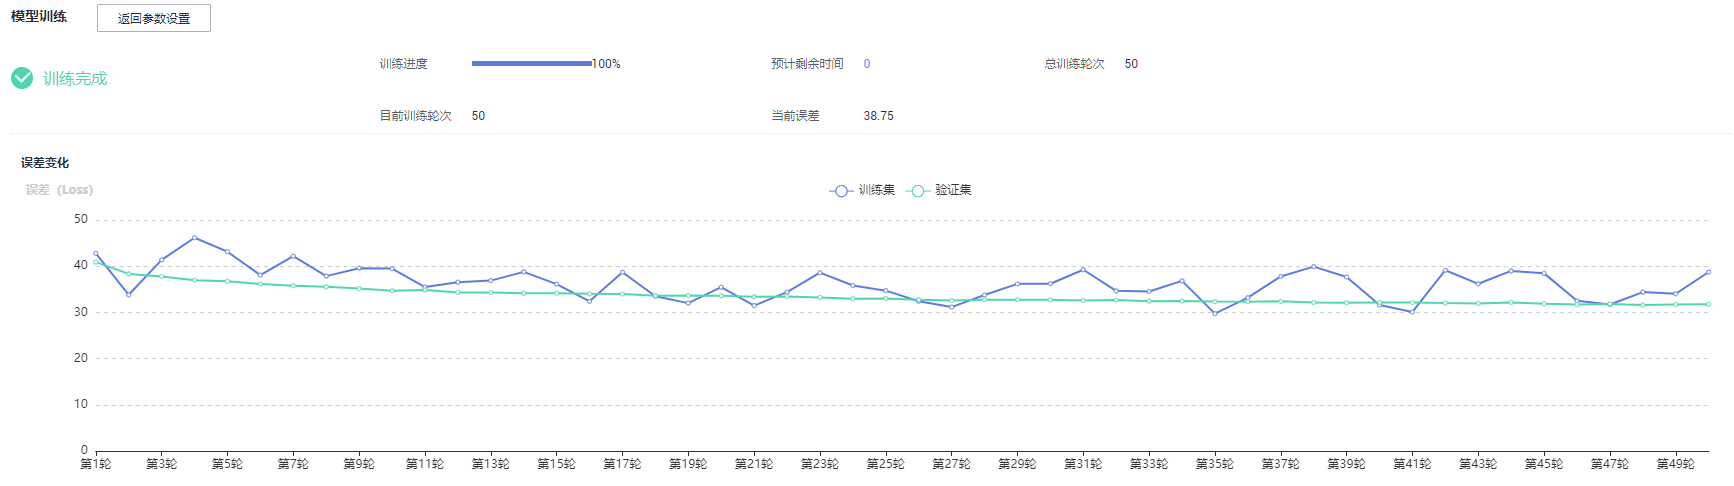 模型训练 返回参数设置
训练完成
训练进度 100% 预计剩余时间 0 总训练轮次 50
目前训练轮次 50 当前误差 38.75
误差变化
误差（Loss）
训练集 验证集
50
40
30
20
10
0
第1轮 第3轮 第5轮 第7轮 第9轮 第11轮 第13轮 第15轮 第17轮 第19轮 第21轮 第23轮 第25轮 第27轮 第29轮 第31轮 第33轮 第35轮 第37轮 第39轮 第41轮 第43轮 第45轮 第47轮 第49轮